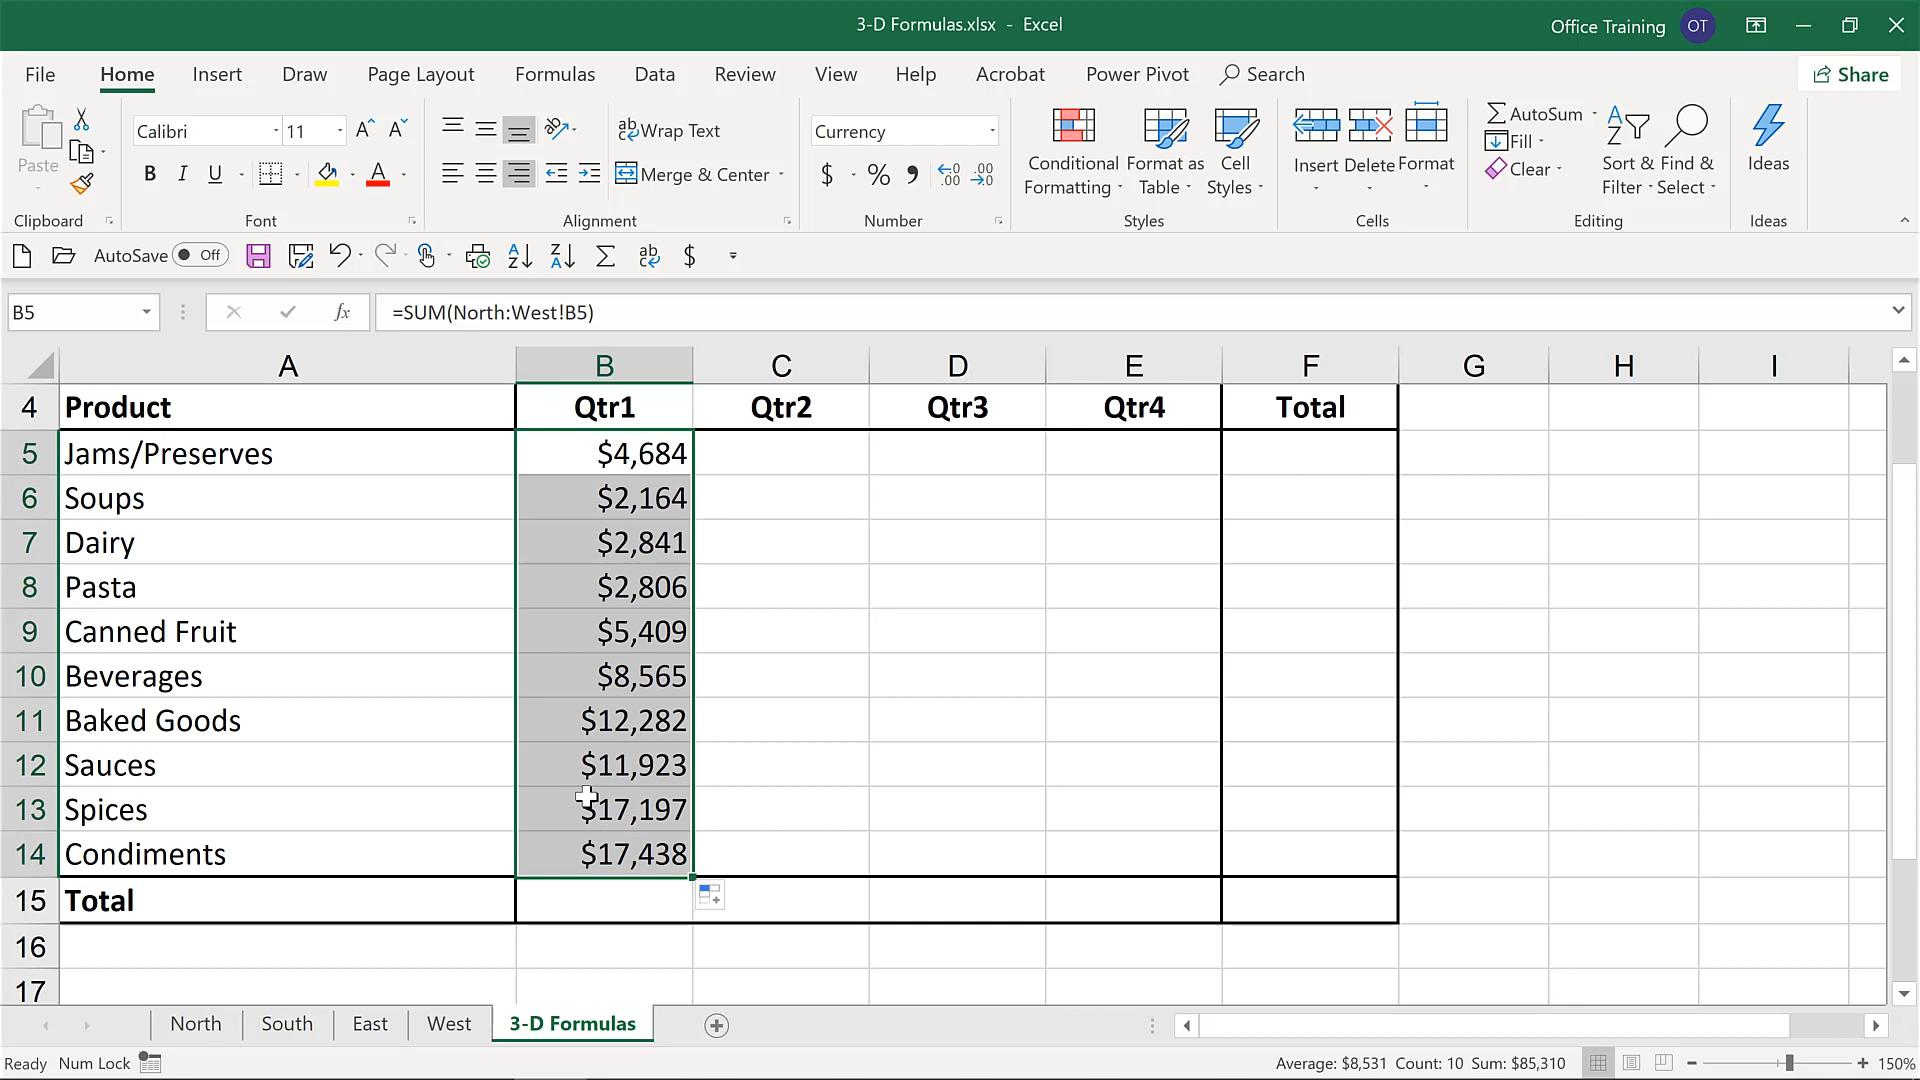 3-D Formulas.xlsx - Excel
Office Training OT
File Home Insert Draw Page Layout Formulas Data Review View Help Acrobat Power Pivot Search Share
Paste
Clipboard
Calibri 11
A A
B I U A
Font
Wrap Text
Merge & Center
Alignment
Currency
$ % , .00 .00
Number
Conditional Formatting
Format as Table
Cell Styles
Styles
Insert Delete Format
Cells
AutoSum
Fill
Clear
Sort & Filter
Find & Select
Editing
Ideas
Ideas
AutoSave Off
B5 fx =SUM(North:West!B5)
A B C D E F G H I
4 Product Qtr1 Qtr2 Qtr3 Qtr4 Total
5 Jams/Preserves $4,684
6 Soups $2,164
7 Dairy $2,841
8 Pasta $2,806
9 Canned Fruit $5,409
10 Beverages $8,565
11 Baked Goods $12,282
12 Sauces $11,923
13 Spices $17,197
14 Condiments $17,438
15 Total
16
17
North South East West 3-D Formulas
Ready Num Lock Average: $8,531 Count: 10 Sum: $85,310 150%